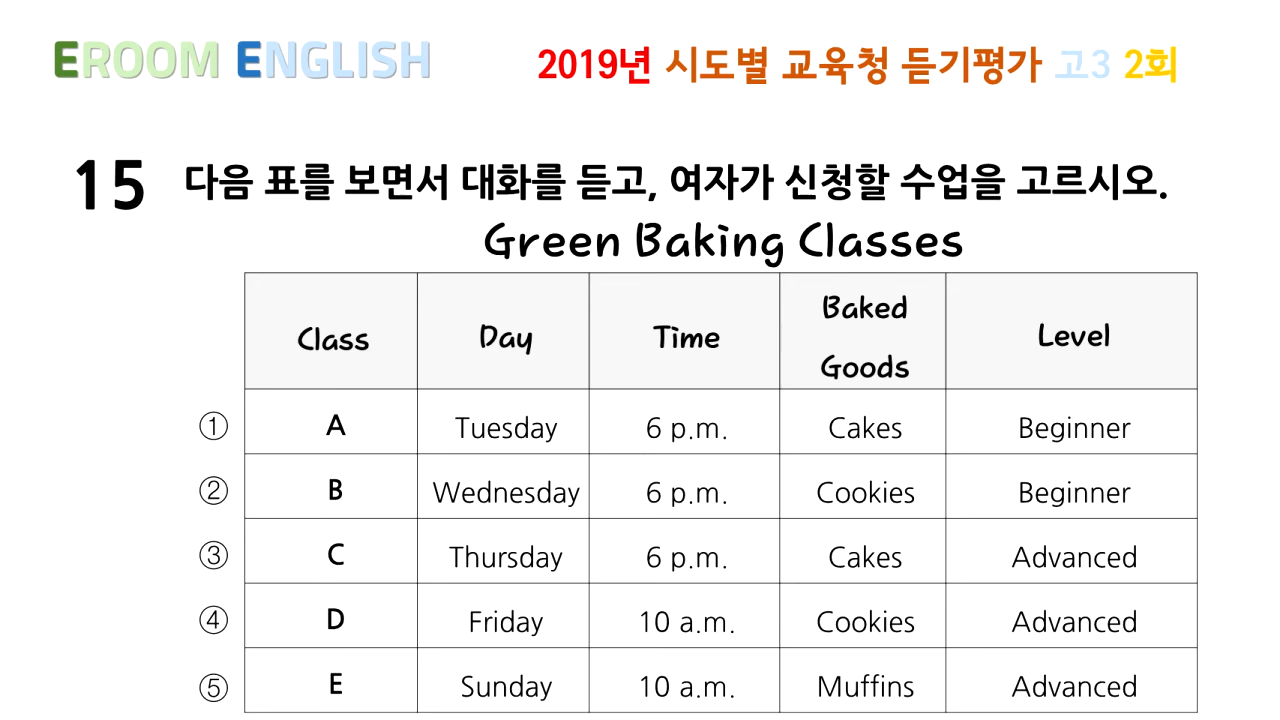 EROOM ENGLISH 2019년 시도별 교육청 듣기평가 고3 2회
15 다음 표를 보면서 대화를 듣고, 여자가 신청할 수업을 고르시오.
Green Baking Classes
Class Day Time Baked Goods Level
① A Tuesday 6 p.m. Cakes Beginner
② B Wednesday 6 p.m. Cookies Beginner
③ C Thursday 6 p.m. Cakes Advanced
④ D Friday 10 a.m. Cookies Advanced
⑤ E Sunday 10 a.m. Muffins Advanced